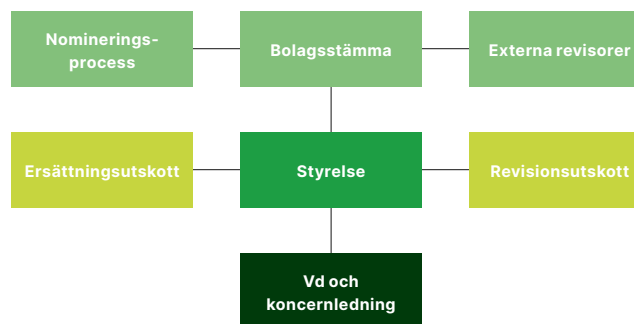 Nominerings-
process
Bolagsstämma
Externa revisorer
Ersättningsutskott
Styrelse
Revisionsutskott
Vd och
koncernledning